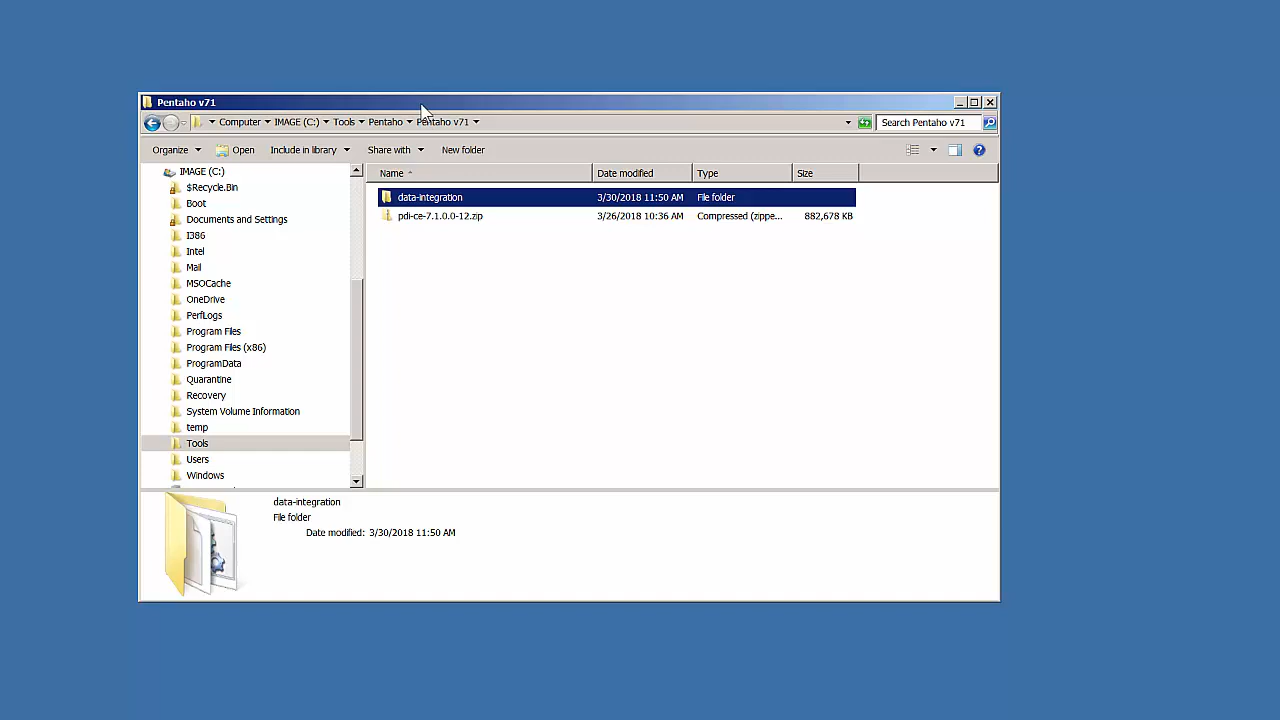 Pentaho v71
Computer IMAGE (C:) Tools Pentaho Pentaho v71 Search Pentaho v71
Organize Open Include in library Share with New folder
IMAGE (C:)
$Recycle.Bin
Boot
Documents and Settings
I386
Intel
Mail
MSOCache
OneDrive
PerfLogs
Program Files
Program Files (x86)
ProgramData
Quarantine
Recovery
System Volume Information
temp
Tools
Users
Windows
Name Date modified Type Size
data-integration 3/30/2018 11:50 AM File folder
pdi-ce-7.1.0.0-12.zip 3/26/2018 10:36 AM Compressed (zippe... 882,678 KB
data-integration
File folder
Date modified: 3/30/2018 11:50 AM